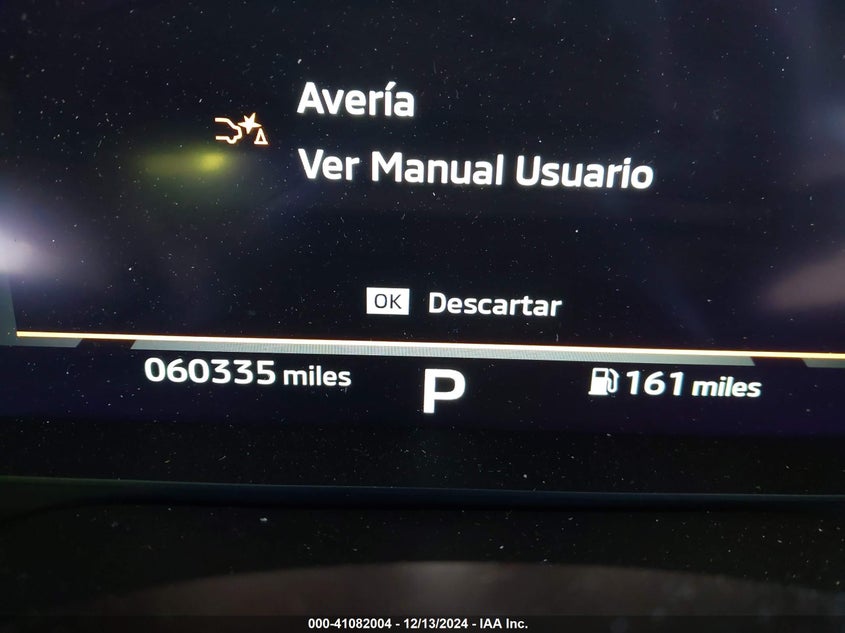 Avería
Ver Manual Usuario
OK Descartar
060335 miles
P
161 miles
000-41082004 - 12/13/2024 - IAA Inc.